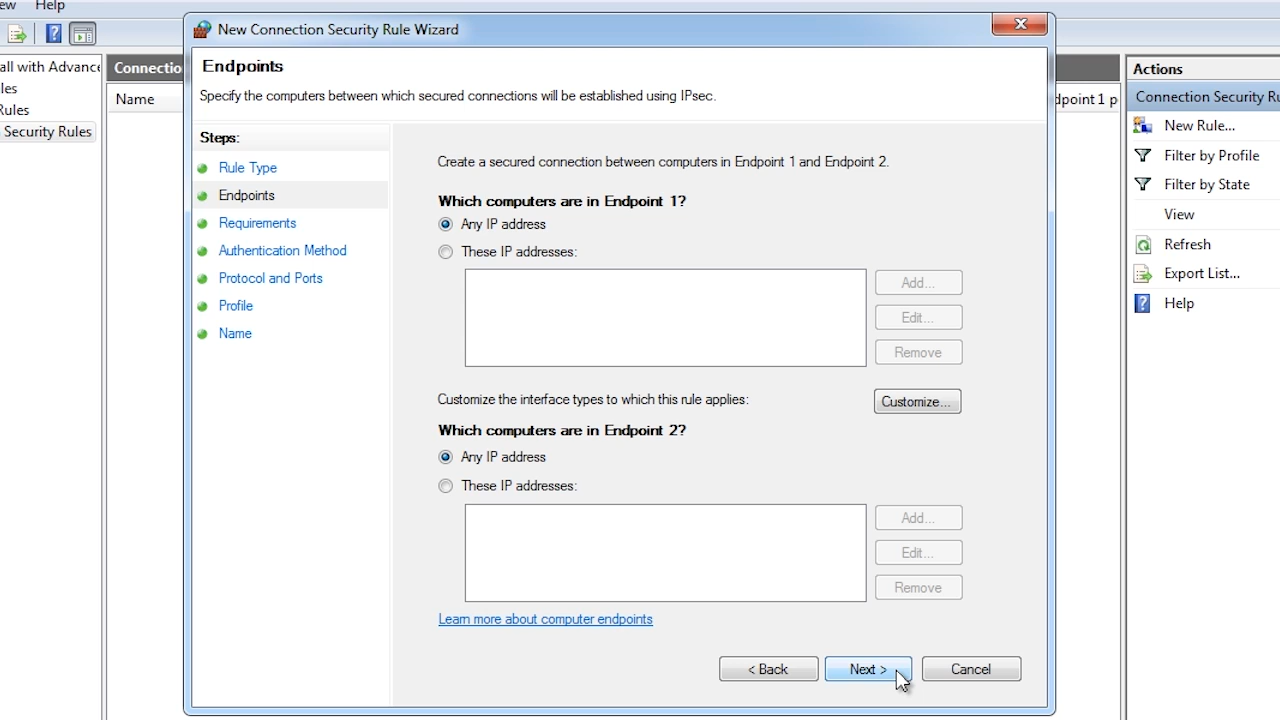 ew Help
New Connection Security Rule Wizard
all with Advance
les
Rules
Security Rules
Connectio
Name
dpoint 1 p
Endpoints
Specify the computers between which secured connections will be established using IPsec.
Steps:
Rule Type
Endpoints
Requirements
Authentication Method
Protocol and Ports
Profile
Name
Create a secured connection between computers in Endpoint 1 and Endpoint 2.
Which computers are in Endpoint 1?
Any IP address
These IP addresses:
Add...
Edit...
Remove
Customize the interface types to which this rule applies:
Customize...
Which computers are in Endpoint 2?
Any IP address
These IP addresses:
Add...
Edit...
Remove
Learn more about computer endpoints
< Back Next > Cancel
Actions
Connection Security Ru
New Rule...
Filter by Profile
Filter by State
View
Refresh
Export List...
Help